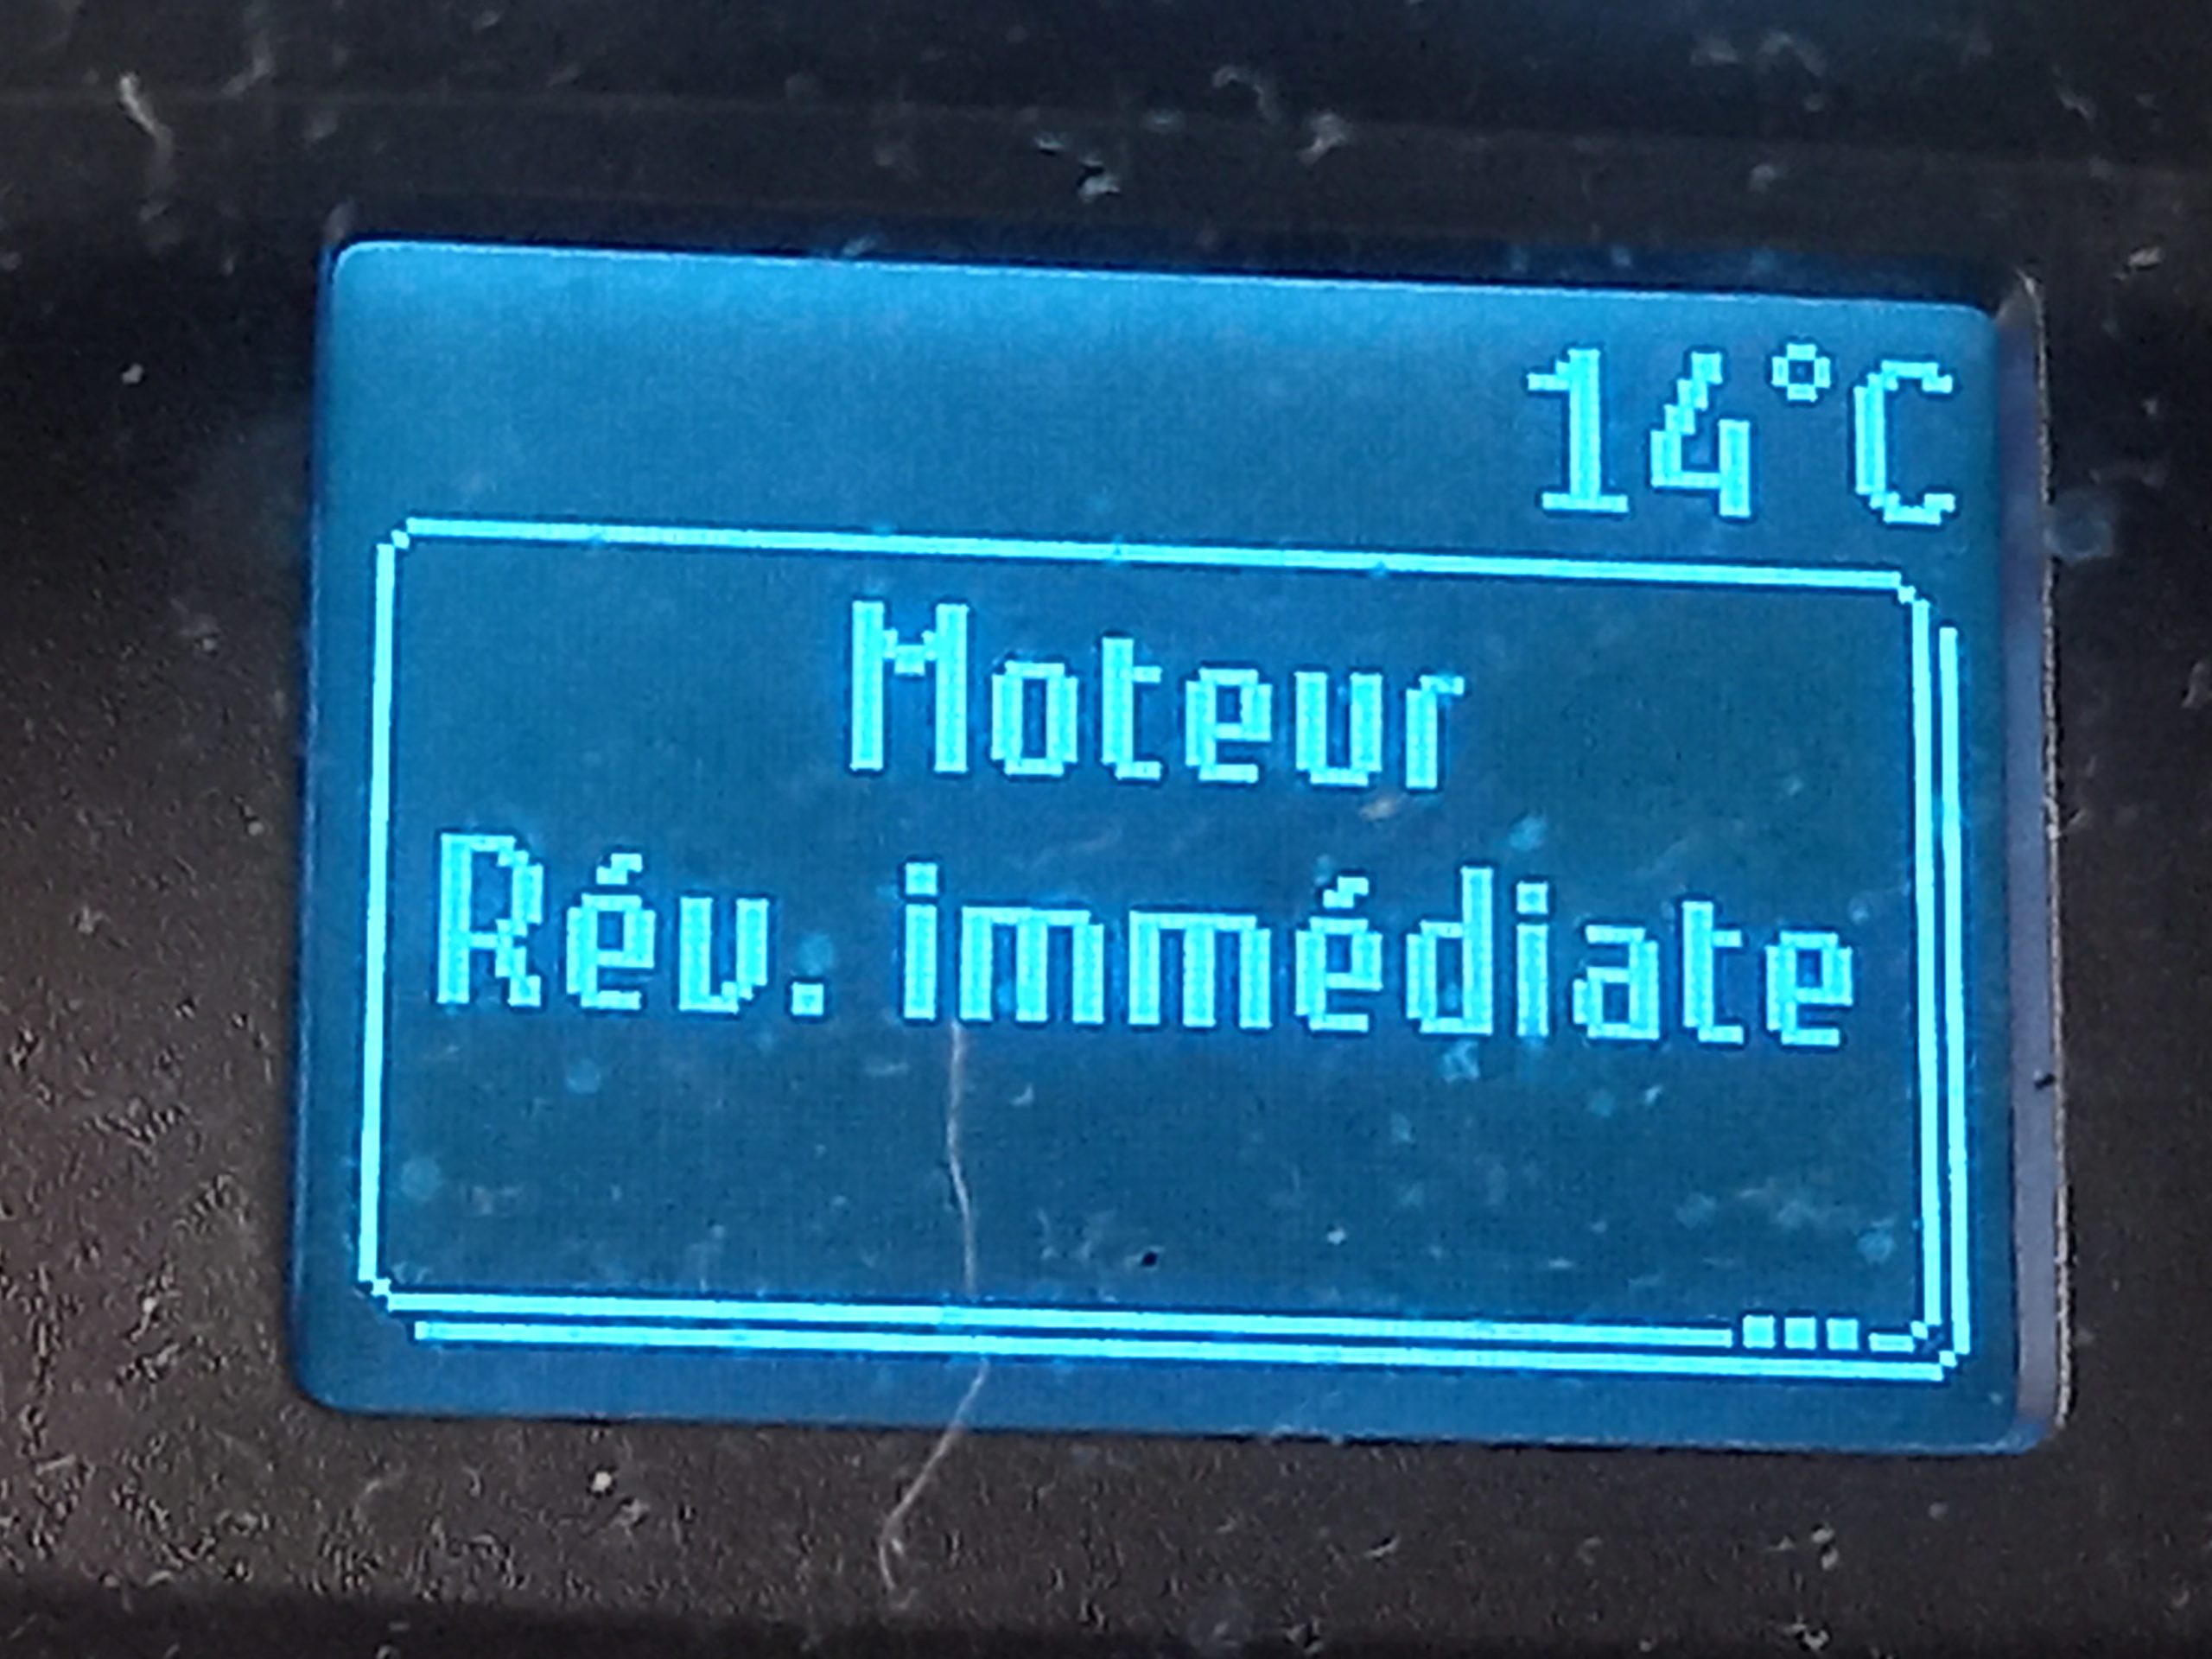 14°C
Moteur
Rév. immédiate